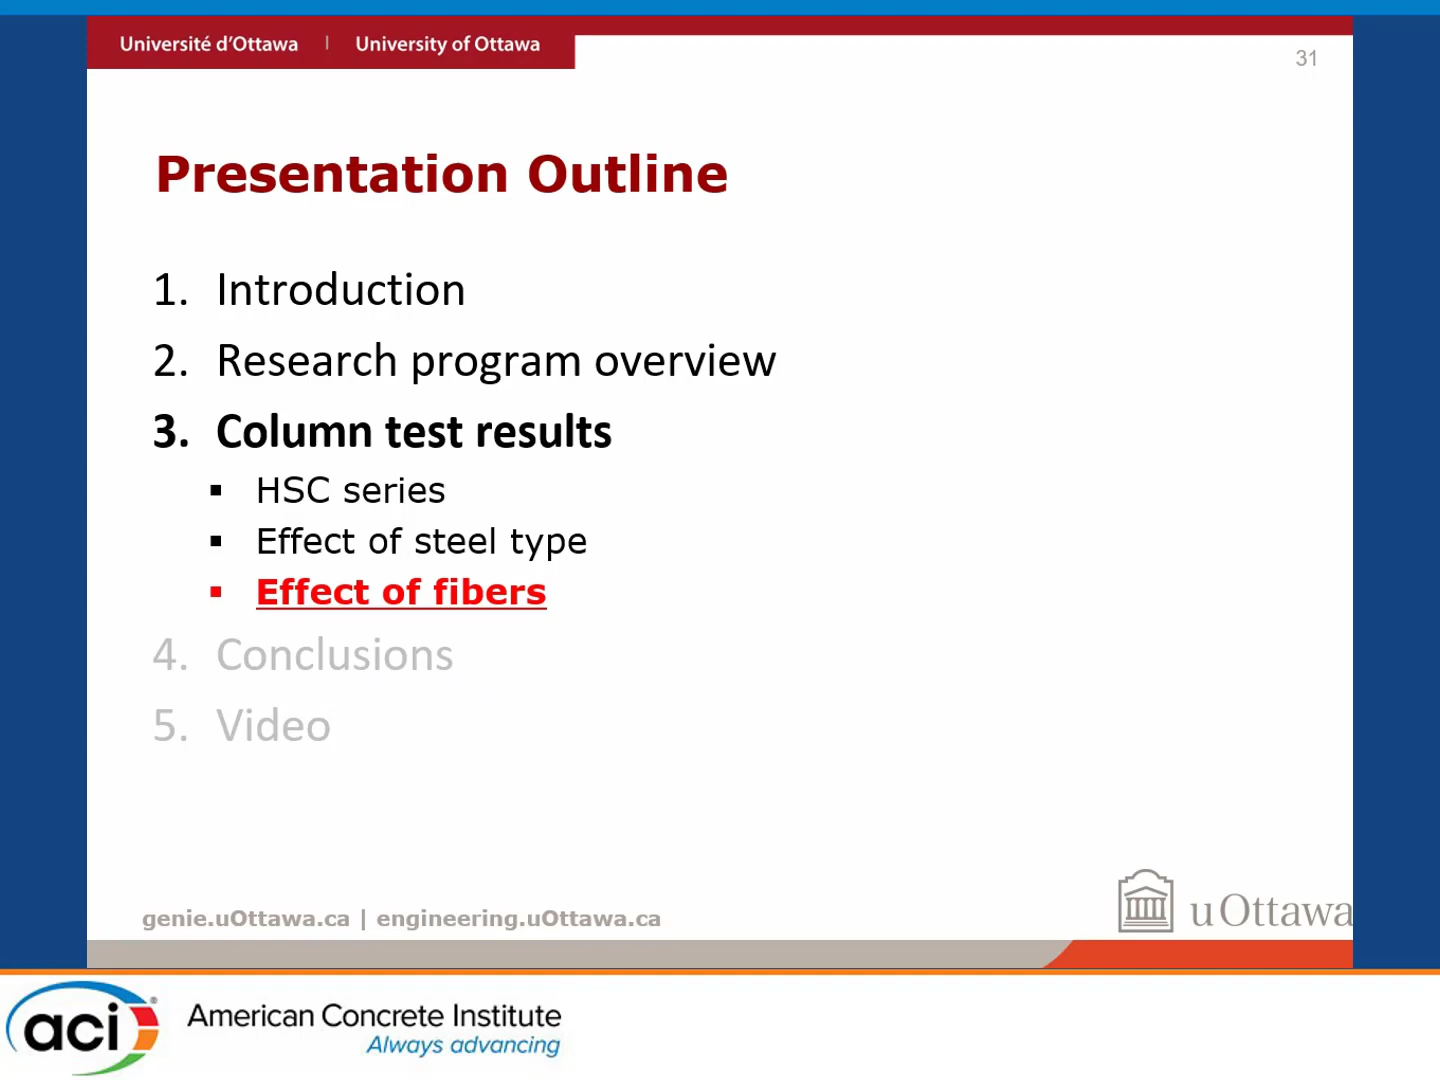 Université d'Ottawa | University of Ottawa
31
Presentation Outline
1. Introduction
2. Research program overview
3. Column test results
▪ HSC series
▪ Effect of steel type
▪ Effect of fibers
4. Conclusions
5. Video
genie.uOttawa.ca | engineering.uOttawa.ca
uOttawa
aci®
American Concrete Institute
Always advancing